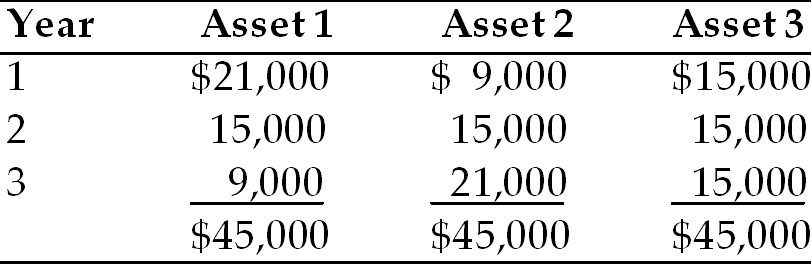 Year Asset 1 Asset 2 Asset 3
1 $21,000 $ 9,000 $15,000
2 15,000 15,000 15,000
3 9,000 21,000 15,000
$45,000 $45,000 $45,000